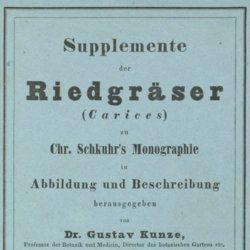 Supplemente
der
Riedgräser
(Carices)
zu
Chr. Schkuhr's Monographie
in
Abbildung und Beschreibung
herausgegeben
von
Dr. Gustav Kunze,
Professor der Botanik und Medicin, Director des botanischen Gartens etc.